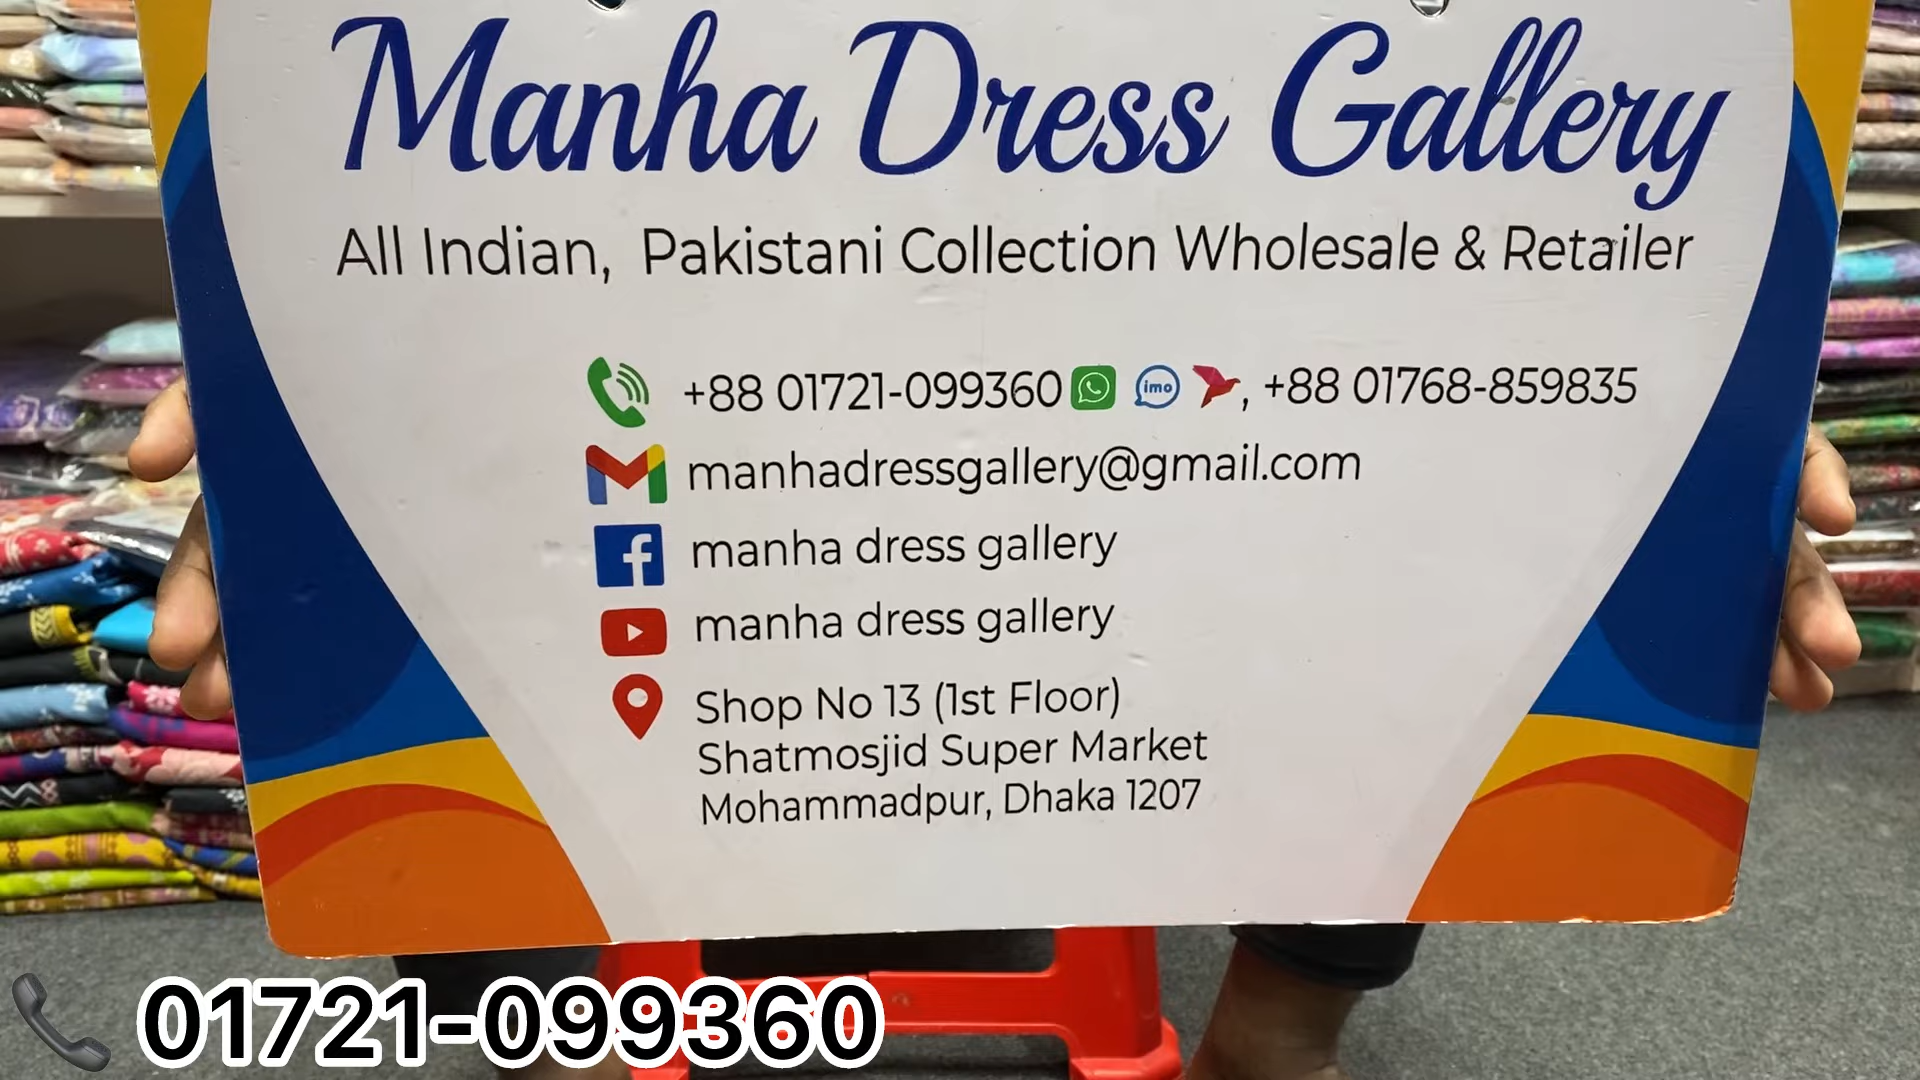 Manha Dress Gallery
All Indian, Pakistani Collection Wholesale & Retailer
+88 01721-099360 imo , +88 01768-859835
manhadressgallery@gmail.com
manha dress gallery
manha dress gallery
Shop No 13 (1st Floor)
Shatmosjid Super Market
Mohammadpur, Dhaka 1207
01721-099360